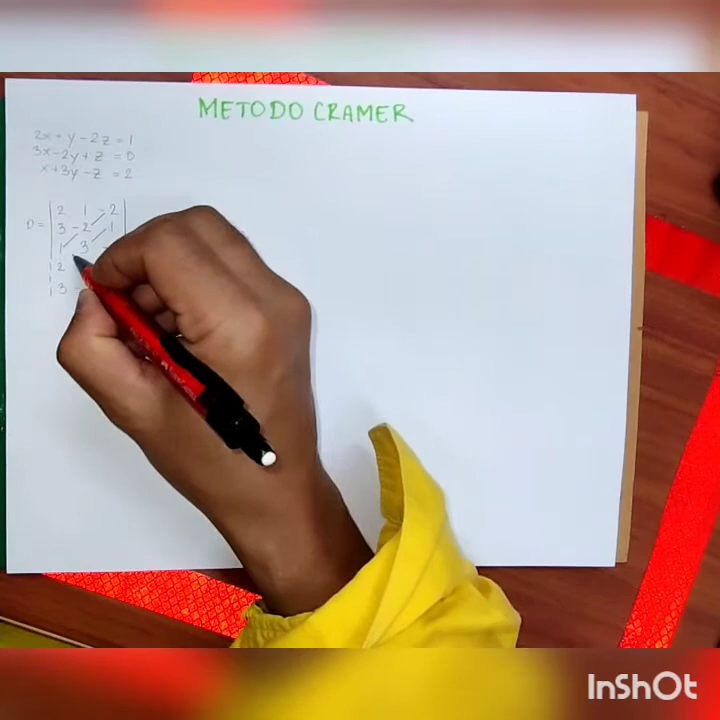 METODO CRAMER
2x+y-2z=1
3x-2y+z=0
x+3y-z=2
2 1 -2
D= 3 -2 1
1 3 -
2
3 -
InShOt